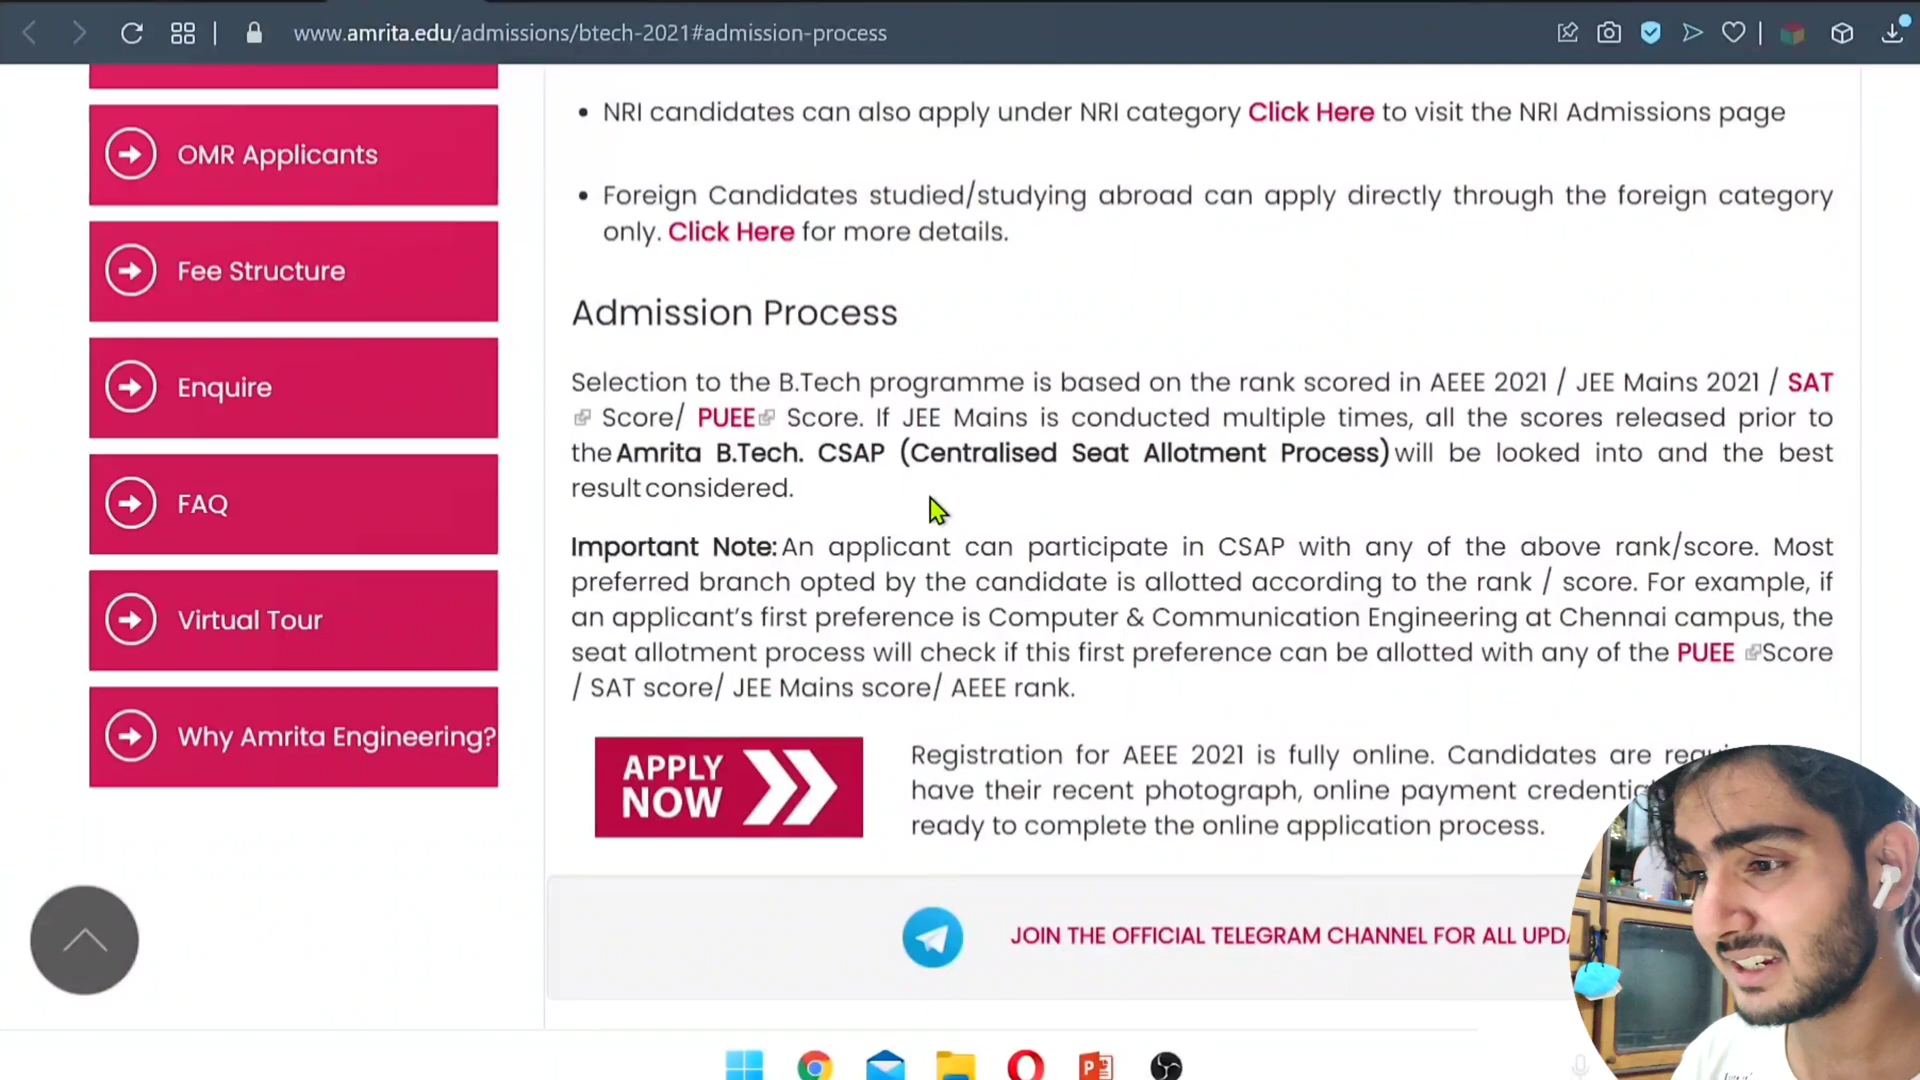 www.amrita.edu/admissions/btech-2021#admission-process
OMR Applicants
Fee Structure
Enquire
FAQ
Virtual Tour
Why Amrita Engineering?
• NRI candidates can also apply under NRI category Click Here to visit the NRI Admissions page
• Foreign Candidates studied/studying abroad can apply directly through the foreign category
only. Click Here for more details.
Admission Process
Selection to the B.Tech programme is based on the rank scored in AEEE 2021 / JEE Mains 2021 / SAT
Score/ PUEE Score. If JEE Mains is conducted multiple times, all the scores released prior to
the Amrita B.Tech. CSAP (Centralised Seat Allotment Process) will be looked into and the best
result considered.
Important Note: An applicant can participate in CSAP with any of the above rank/score. Most
preferred branch opted by the candidate is allotted according to the rank / score. For example, if
an applicant's first preference is Computer & Communication Engineering at Chennai campus, the
seat allotment process will check if this first preference can be allotted with any of the PUEE Score
/ SAT score/ JEE Mains score/ AEEE rank.
APPLY
NOW
Registration for AEEE 2021 is fully online. Candidates are
have their recent photograph, online payment
ready to complete the online application process.
JOIN THE OFFICIAL TELEGRAM CHANNEL FOR ALL